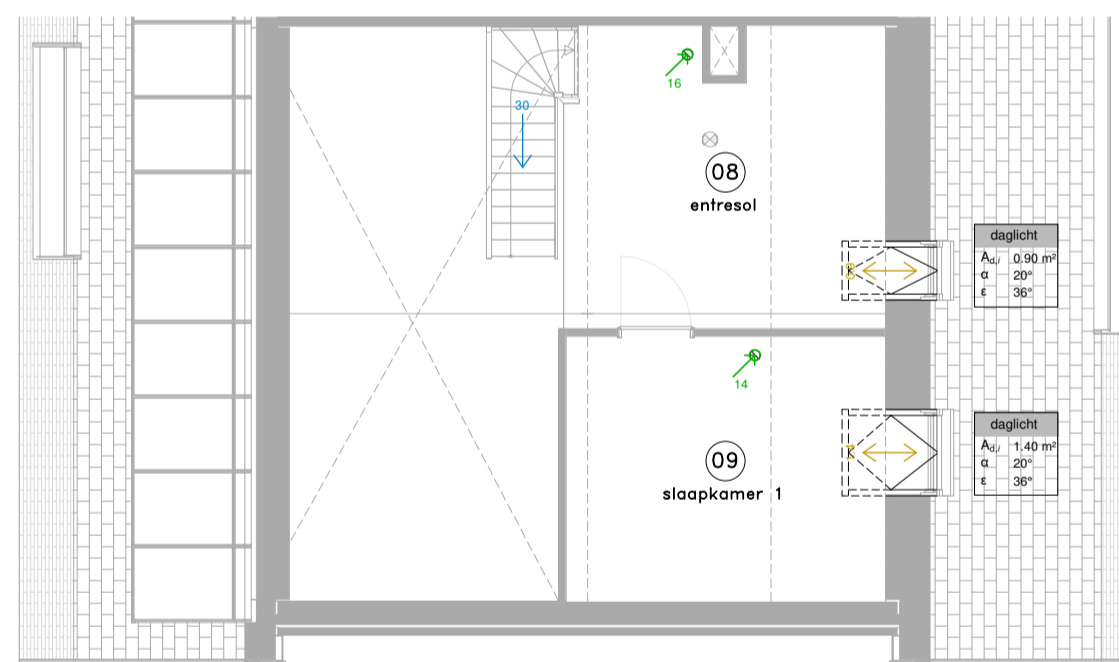 16
30
08
entresol
daglicht
Ad,i 0.90 m²
α 20°
ε 36°
14
09
slaapkamer 1
daglicht
Ad,i 1.40 m²
α 20°
ε 36°